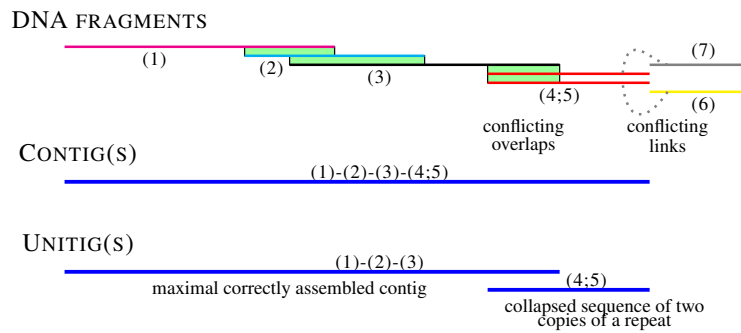 DNA FRAGMENTS
(1)
(2)
(3)
(4;5)
(7)
(6)
conflicting
overlaps
conflicting
links
CONTIG(S)
(1)-(2)-(3)-(4;5)
UNITIG(S)
(1)-(2)-(3)
maximal correctly assembled contig
(4;5)
collapsed sequence of two
copies of a repeat